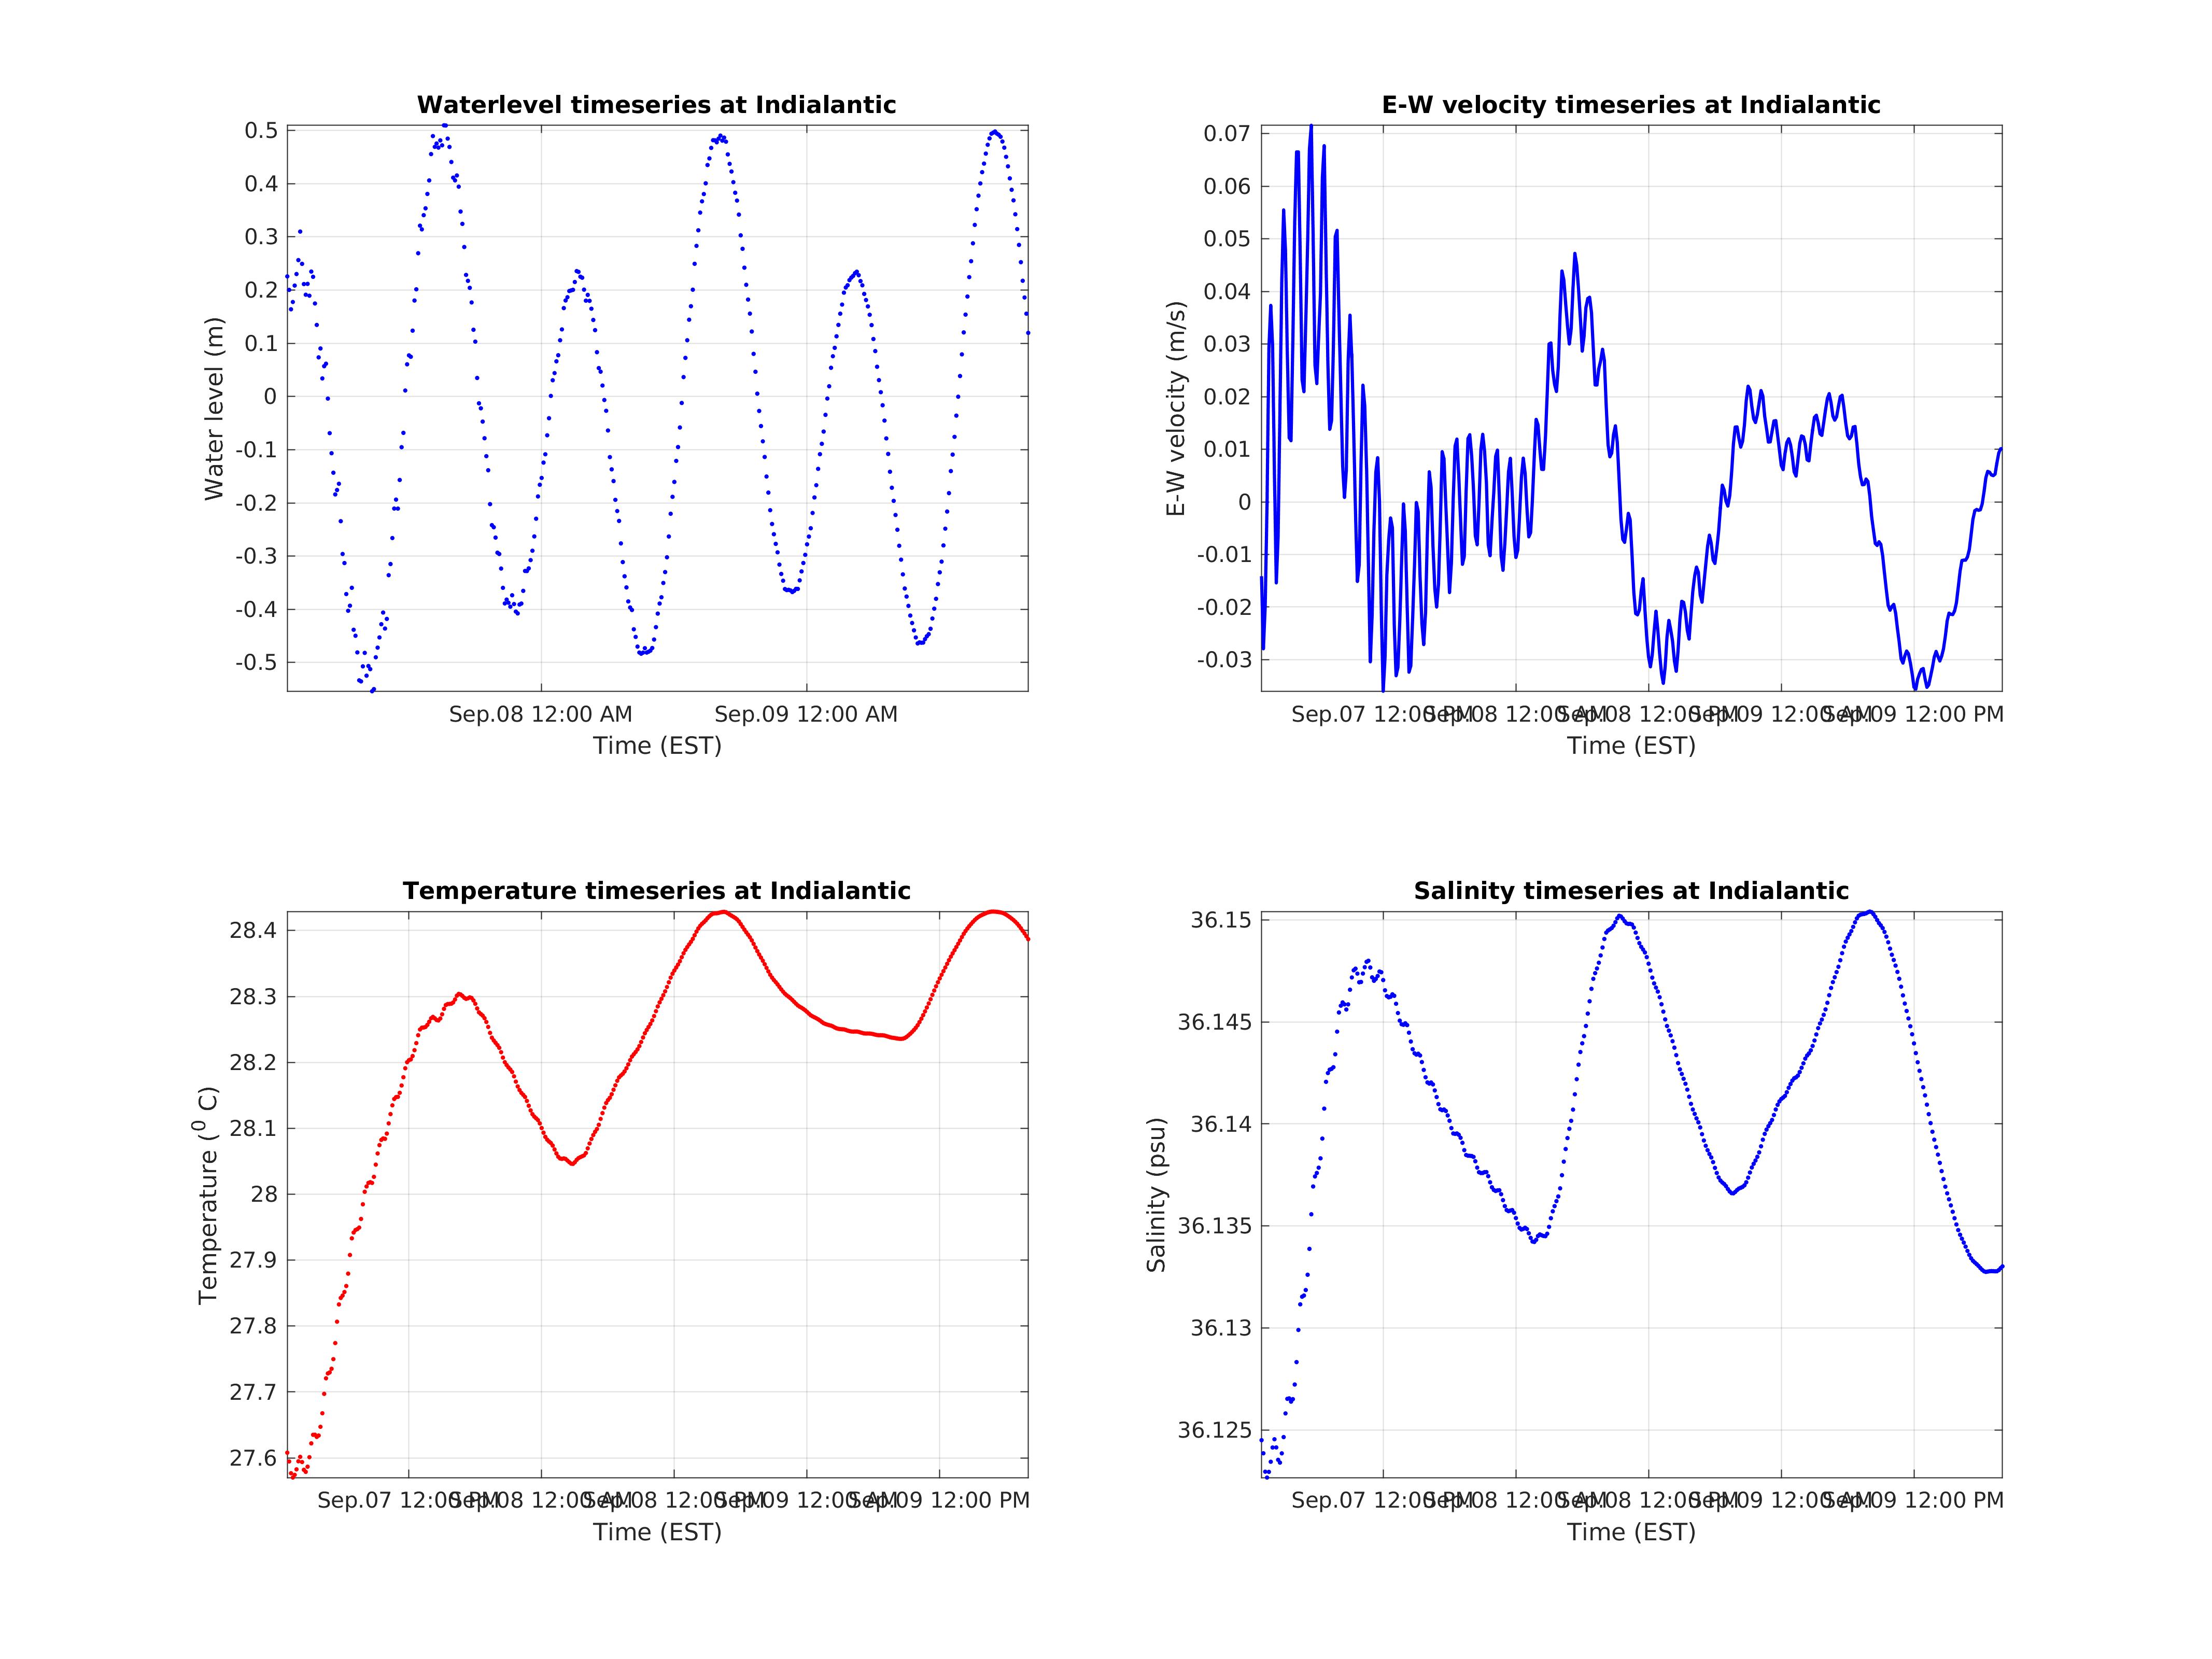 Waterlevel timeseries at Indialantic
0.5
0.4
0.3
0.2
0.1
0
-0.1
-0.2
-0.3
-0.4
-0.5
Water level (m)
Sep.08 12:00 AM
Sep.09 12:00 AM
Time (EST)
E-W velocity timeseries at Indialantic
0.07
0.06
0.05
0.04
0.03
0.02
0.01
0
-0.01
-0.02
-0.03
E-W velocity (m/s)
Sep.07 12:00 PM
Sep.08 12:00 AM
Sep.08 12:00 PM
Sep.09 12:00 AM
Sep.09 12:00 PM
Time (EST)
Temperature timeseries at Indialantic
28.4
28.3
28.2
28.1
28
27.9
27.8
27.7
27.6
Temperature (⁰ C)
Sep.07 12:00 PM
Sep.08 12:00 AM
Sep.08 12:00 PM
Sep.09 12:00 AM
Sep.09 12:00 PM
Time (EST)
Salinity timeseries at Indialantic
36.15
36.145
36.14
36.135
36.13
36.125
Salinity (psu)
Sep.07 12:00 PM
Sep.08 12:00 AM
Sep.08 12:00 PM
Sep.09 12:00 AM
Sep.09 12:00 PM
Time (EST)